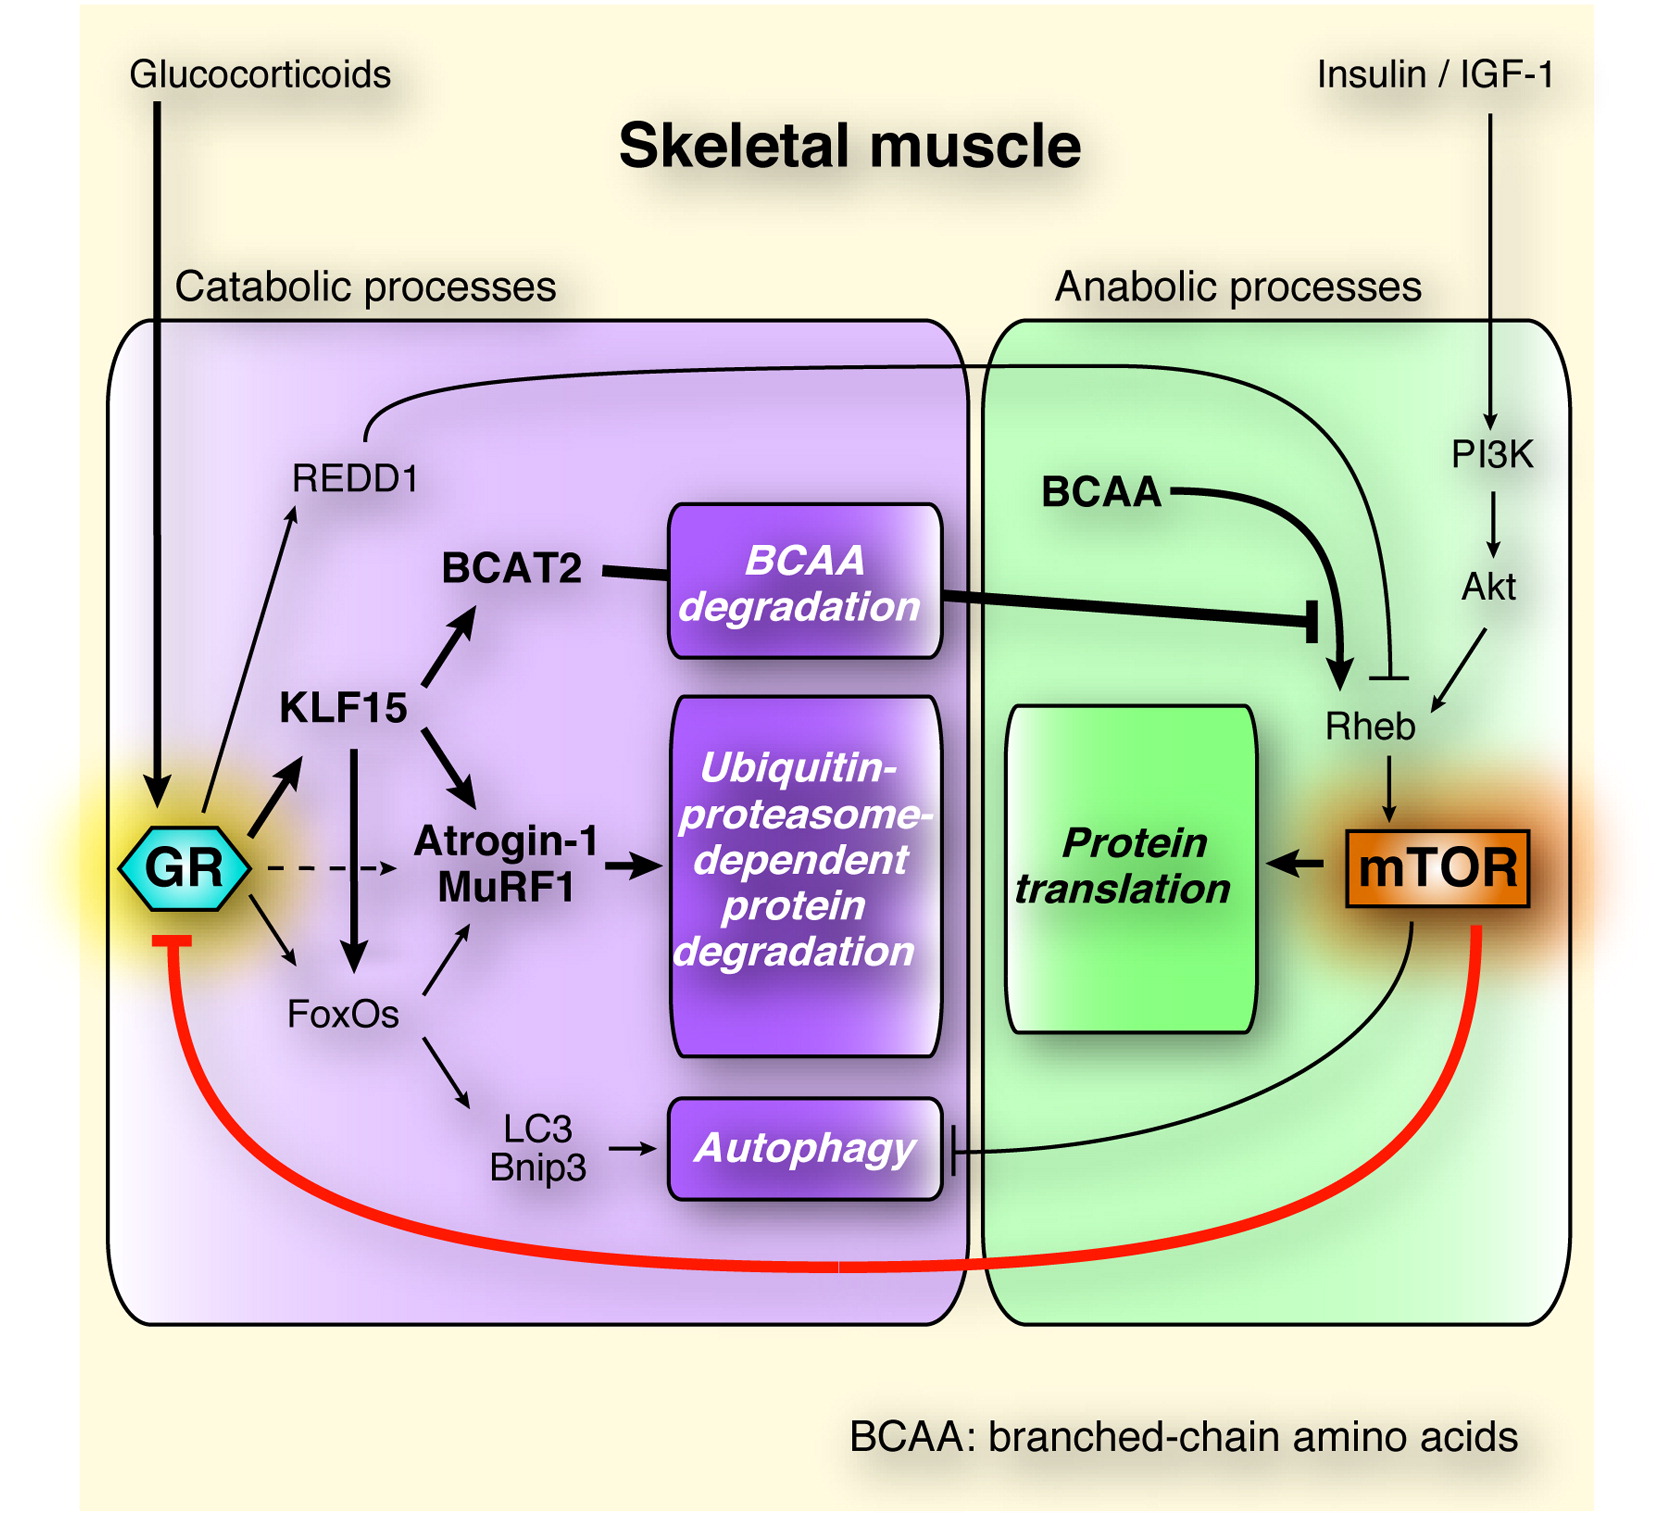 Glucocorticoids
Insulin / IGF-1
Skeletal muscle
Catabolic processes
Anabolic processes
REDD1
PI3K
BCAA
BCAT2
BCAA
degradation
Akt
KLF15
Rheb
Ubiquitin-
proteasome-
dependent
protein
degradation
Protein
translation
mTOR
GR
Atrogin-1
MuRF1
FoxOs
LC3
Bnip3
Autophagy
BCAA: branched-chain amino acids